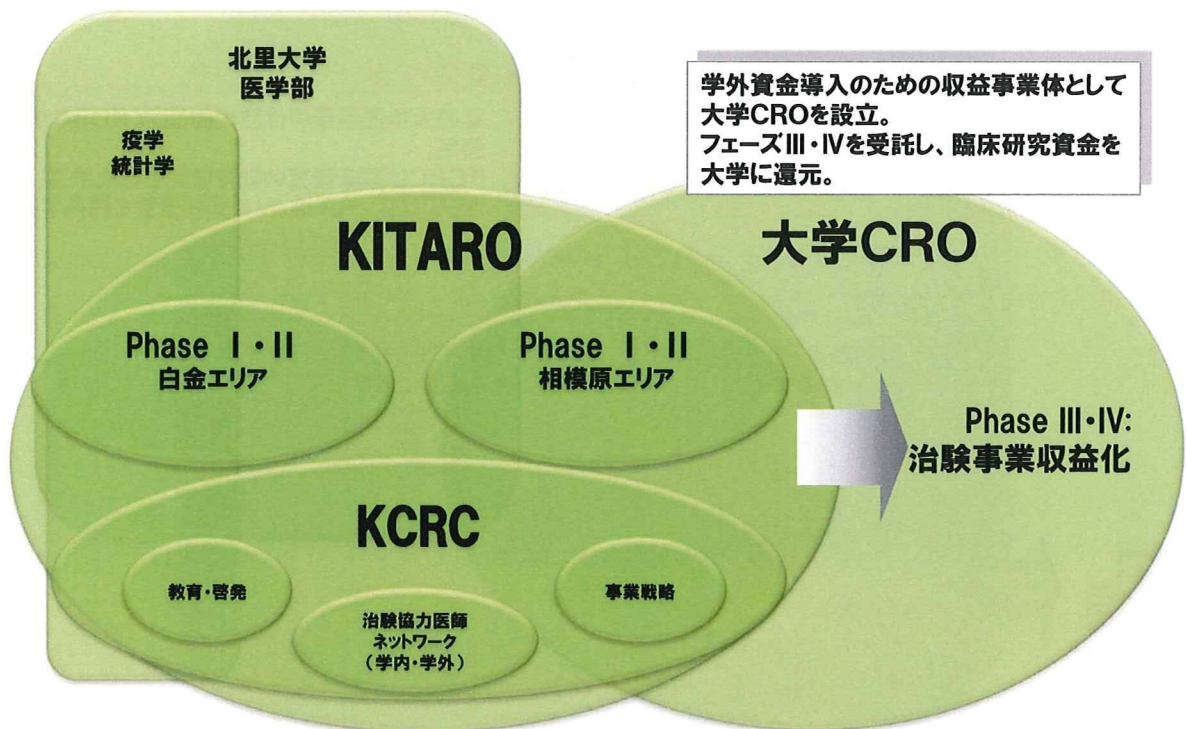 北里大学
医学部
疫学
統計学
学外資金導入のための収益事業体として
大学CROを設立。
フェーズIII・IVを受託し、臨床研究資金を
大学に還元。
KITARO
大学CRO
Phase I・II
白金エリア
Phase I・II
相模原エリア
Phase III・IV:
治験事業収益化
KCRC
教育・啓発
治験協力医師
ネットワーク
(学内・学外)
事業戦略